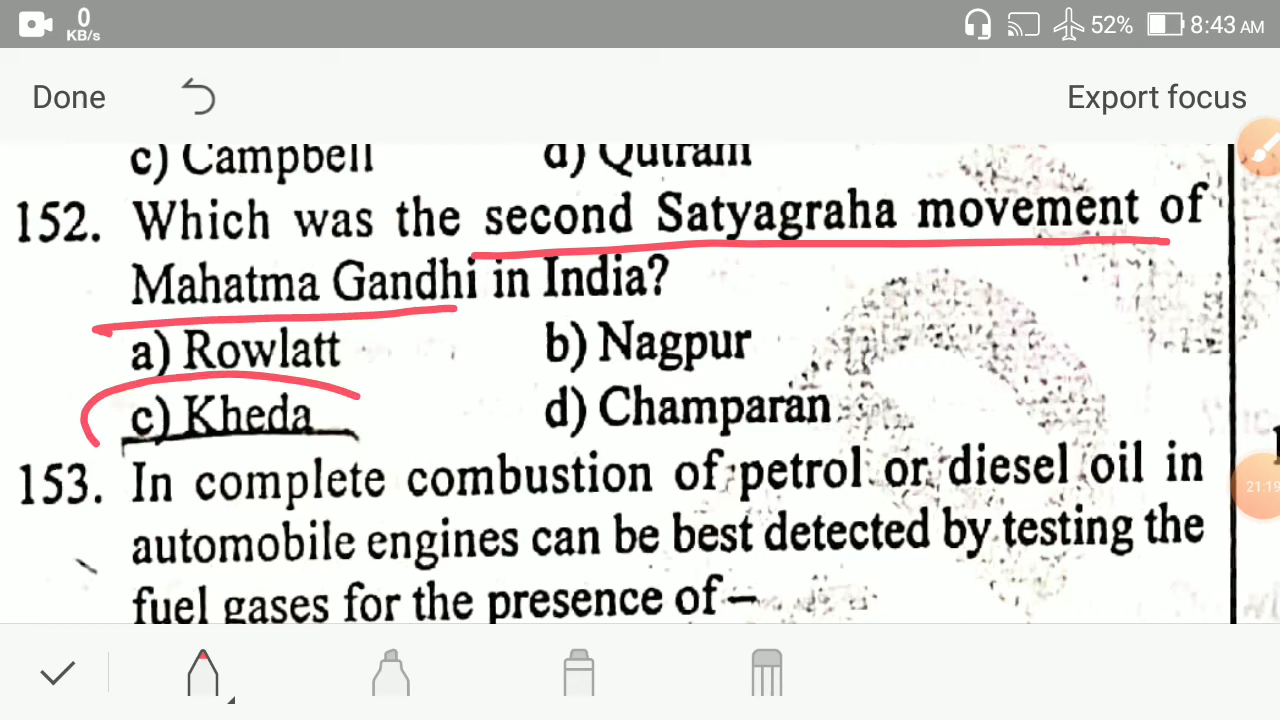 0
KB/s
52%
8:43 AM
Done
Export focus
c) Campbell d) Qutram
152. Which was the second Satyagraha movement of
Mahatma Gandhi in India?
a) Rowlatt b) Nagpur
c) Kheda d) Champaran
153. In complete combustion of petrol or diesel oil in
automobile engines can be best detected by testing the
fuel gases for the presence of –
21:19